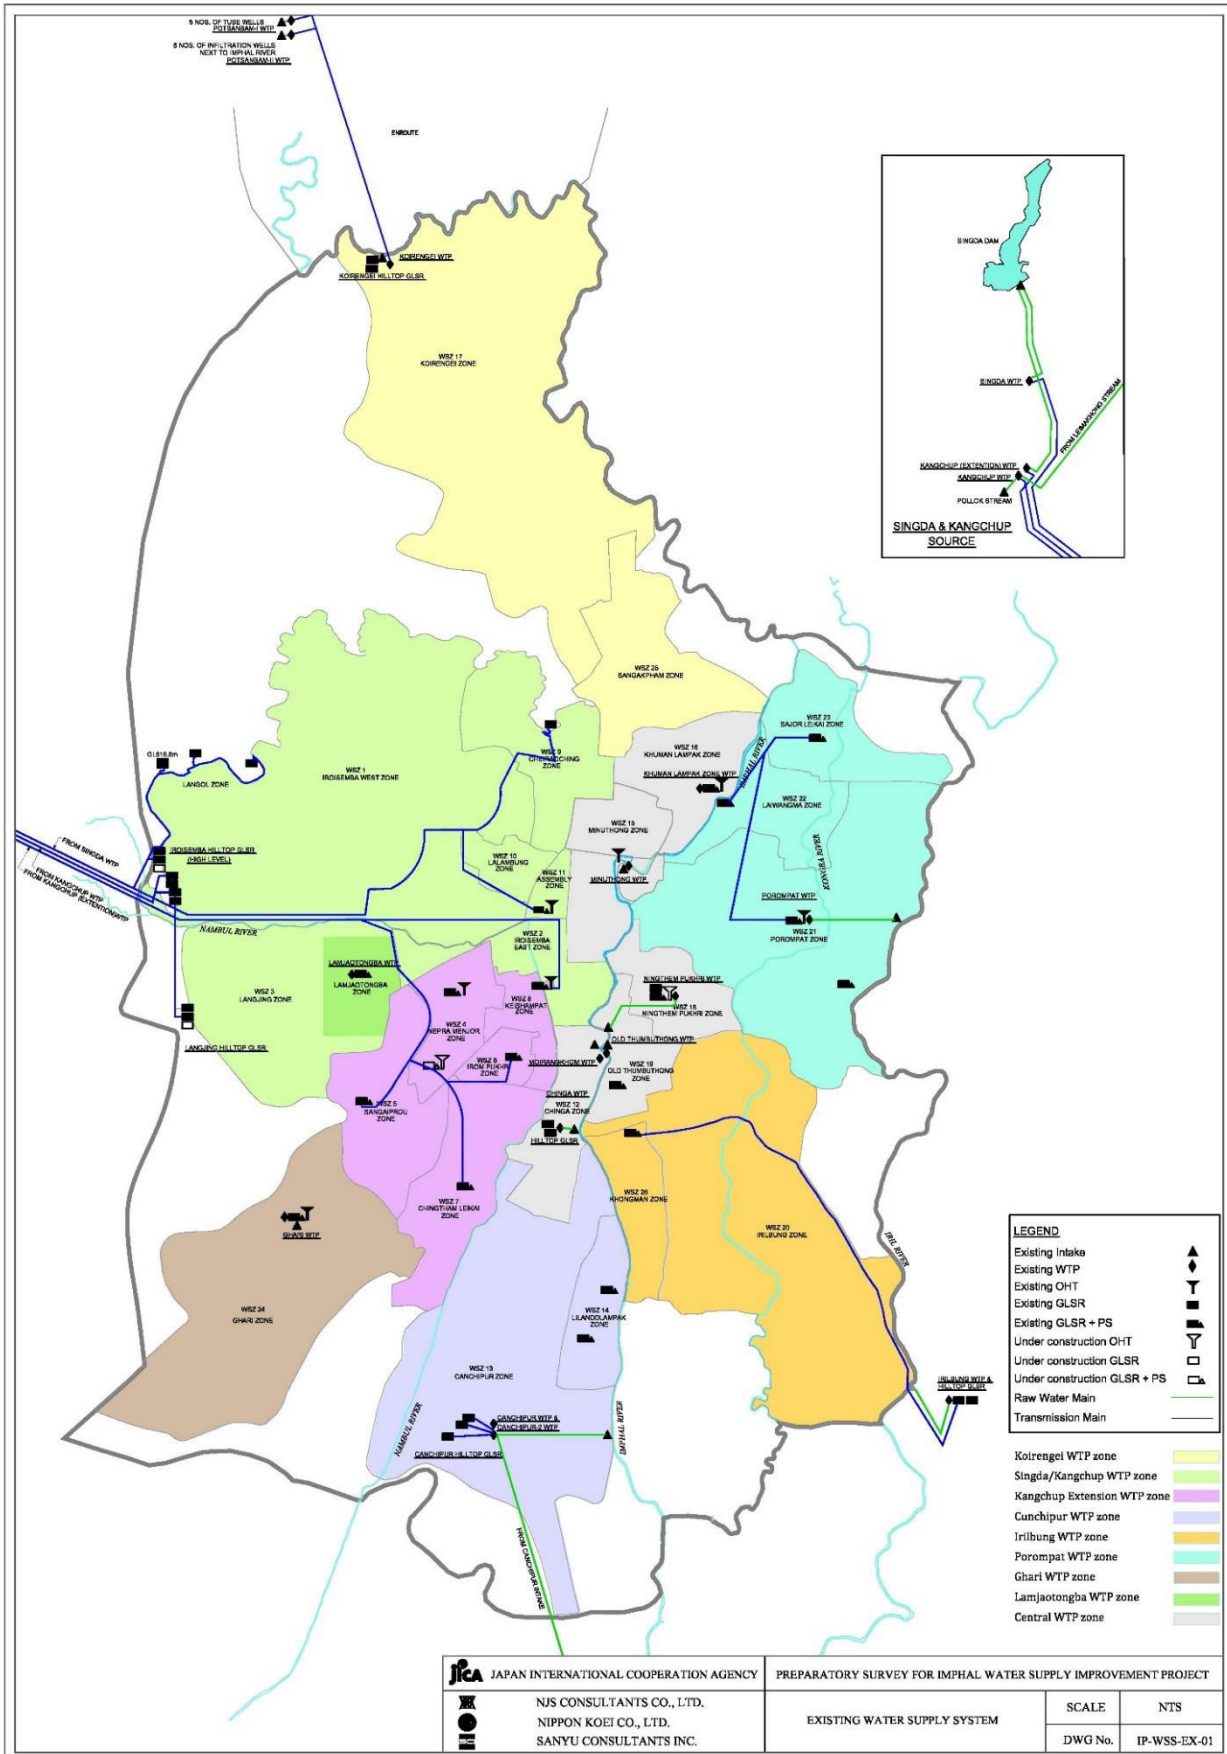 5 NOS. OF TUBE WELLS
POTSANBAM-I WTP
6 NOS. OF INFILTRATION WELLS
NEXT TO IMPHAL RIVER
POTSANBAM-II WTP
ENROUTE
KOIRENGEI WTP
KOIRENGEI HILLTOP GLSR
WSZ 17
KOIRENGEI ZONE
SINGDA DAM
SINGDA WTP
FROM LEIMAKHONG STREAM
KANGCHUP (EXTENTION) WTP
KANGCHUP WTP
POLLOK STREAM
SINGDA & KANGCHUP
SOURCE
WSZ 25
SANGAKPHAM ZONE
WSZ 23
SAJOR LEIKAI ZONE
WSZ 16
KHUMAN LAMPAK ZONE
KHUMAN LAMPAK ZONE WTP
IMPHAL RIVER
WSZ 9
CHEIRAOCHING
ZONE
WSZ 1
IROISEMBA WEST ZONE
LANGOL ZONE
WSZ 22
LAIWANGMA ZONE
WSZ 15
MINUTHONG ZONE
KONGBA RIVER
FROM SINGDA WTP
FROM KANGCHUP WTP
FROM KANGCHUP (EXTENTION)WTP
IROISEMBA HILLTOP GLSR
(HIGH LEVEL)
WSZ 10
LALAMBUNG
ZONE
WSZ 11
ASSEMBLY
ZONE
MINUTHONG WTP
POROMPAT WTP
WSZ 21
POROMPAT ZONE
NAMBUL RIVER
WSZ 2
IROISEMBA
EAST ZONE
LAMJAOTONGBA WTP
LAMJAOTONGBA
ZONE
WSZ 3
LANGJING ZONE
LANGJING HILLTOP GLSR
WSZ 8
KEISHAMPAT
ZONE
WSZ 4
NEPRA MENJOR
ZONE
WSZ 6
IROM PUKHRI
ZONE
NINGTHEM PUKHRI WTP
WSZ 18
NINGTHEM PUKHRI ZONE
OLD THUMBUTHONG WTP
MOIRANGKHOM WTP
WSZ 19
OLD THUMBUTHONG
ZONE
WSZ 5
SANGAIPROU
ZONE
CHINGA WTP
WSZ 12
CHINGA ZONE
HILLTOP GLSR
WSZ 7
CHINGTHAM LEIKAI
ZONE
WSZ 26
KHONGMAN ZONE
WSZ 20
IRILBUNG ZONE
IRIL RIVER
GHARI WTP
WSZ 24
GHARI ZONE
WSZ 14
LILANDOLAMPAK
ZONE
WSZ 13
CANCHIPUR ZONE
IRILBUNG WTP &
HILLTOP GLSR
CANCHIPUR WTP &
CANCHIPUR-2 WTP
CANCHIPUR HILLTOP GLSR
NAMBUL RIVER
IMPHAL RIVER
FROM CANCHIPUR INTAKE
LEGEND
Existing Intake
Existing WTP
Existing OHT
Existing GLSR
Existing GLSR + PS
Under construction OHT
Under construction GLSR
Under construction GLSR + PS
Raw Water Main
Transmission Main
Koirengei WTP zone
Singda/Kangchup WTP zone
Kangchup Extension WTP zone
Cunchipur WTP zone
Irilbung WTP zone
Porompat WTP zone
Ghari WTP zone
Lamjaotongba WTP zone
Central WTP zone
jica JAPAN INTERNATIONAL COOPERATION AGENCY
NJS CONSULTANTS CO., LTD.
NIPPON KOEI CO., LTD.
SANYU CONSULTANTS INC.
PREPARATORY SURVEY FOR IMPHAL WATER SUPPLY IMPROVEMENT PROJECT
EXISTING WATER SUPPLY SYSTEM
SCALE NTS
DWG No. IP-WSS-EX-01